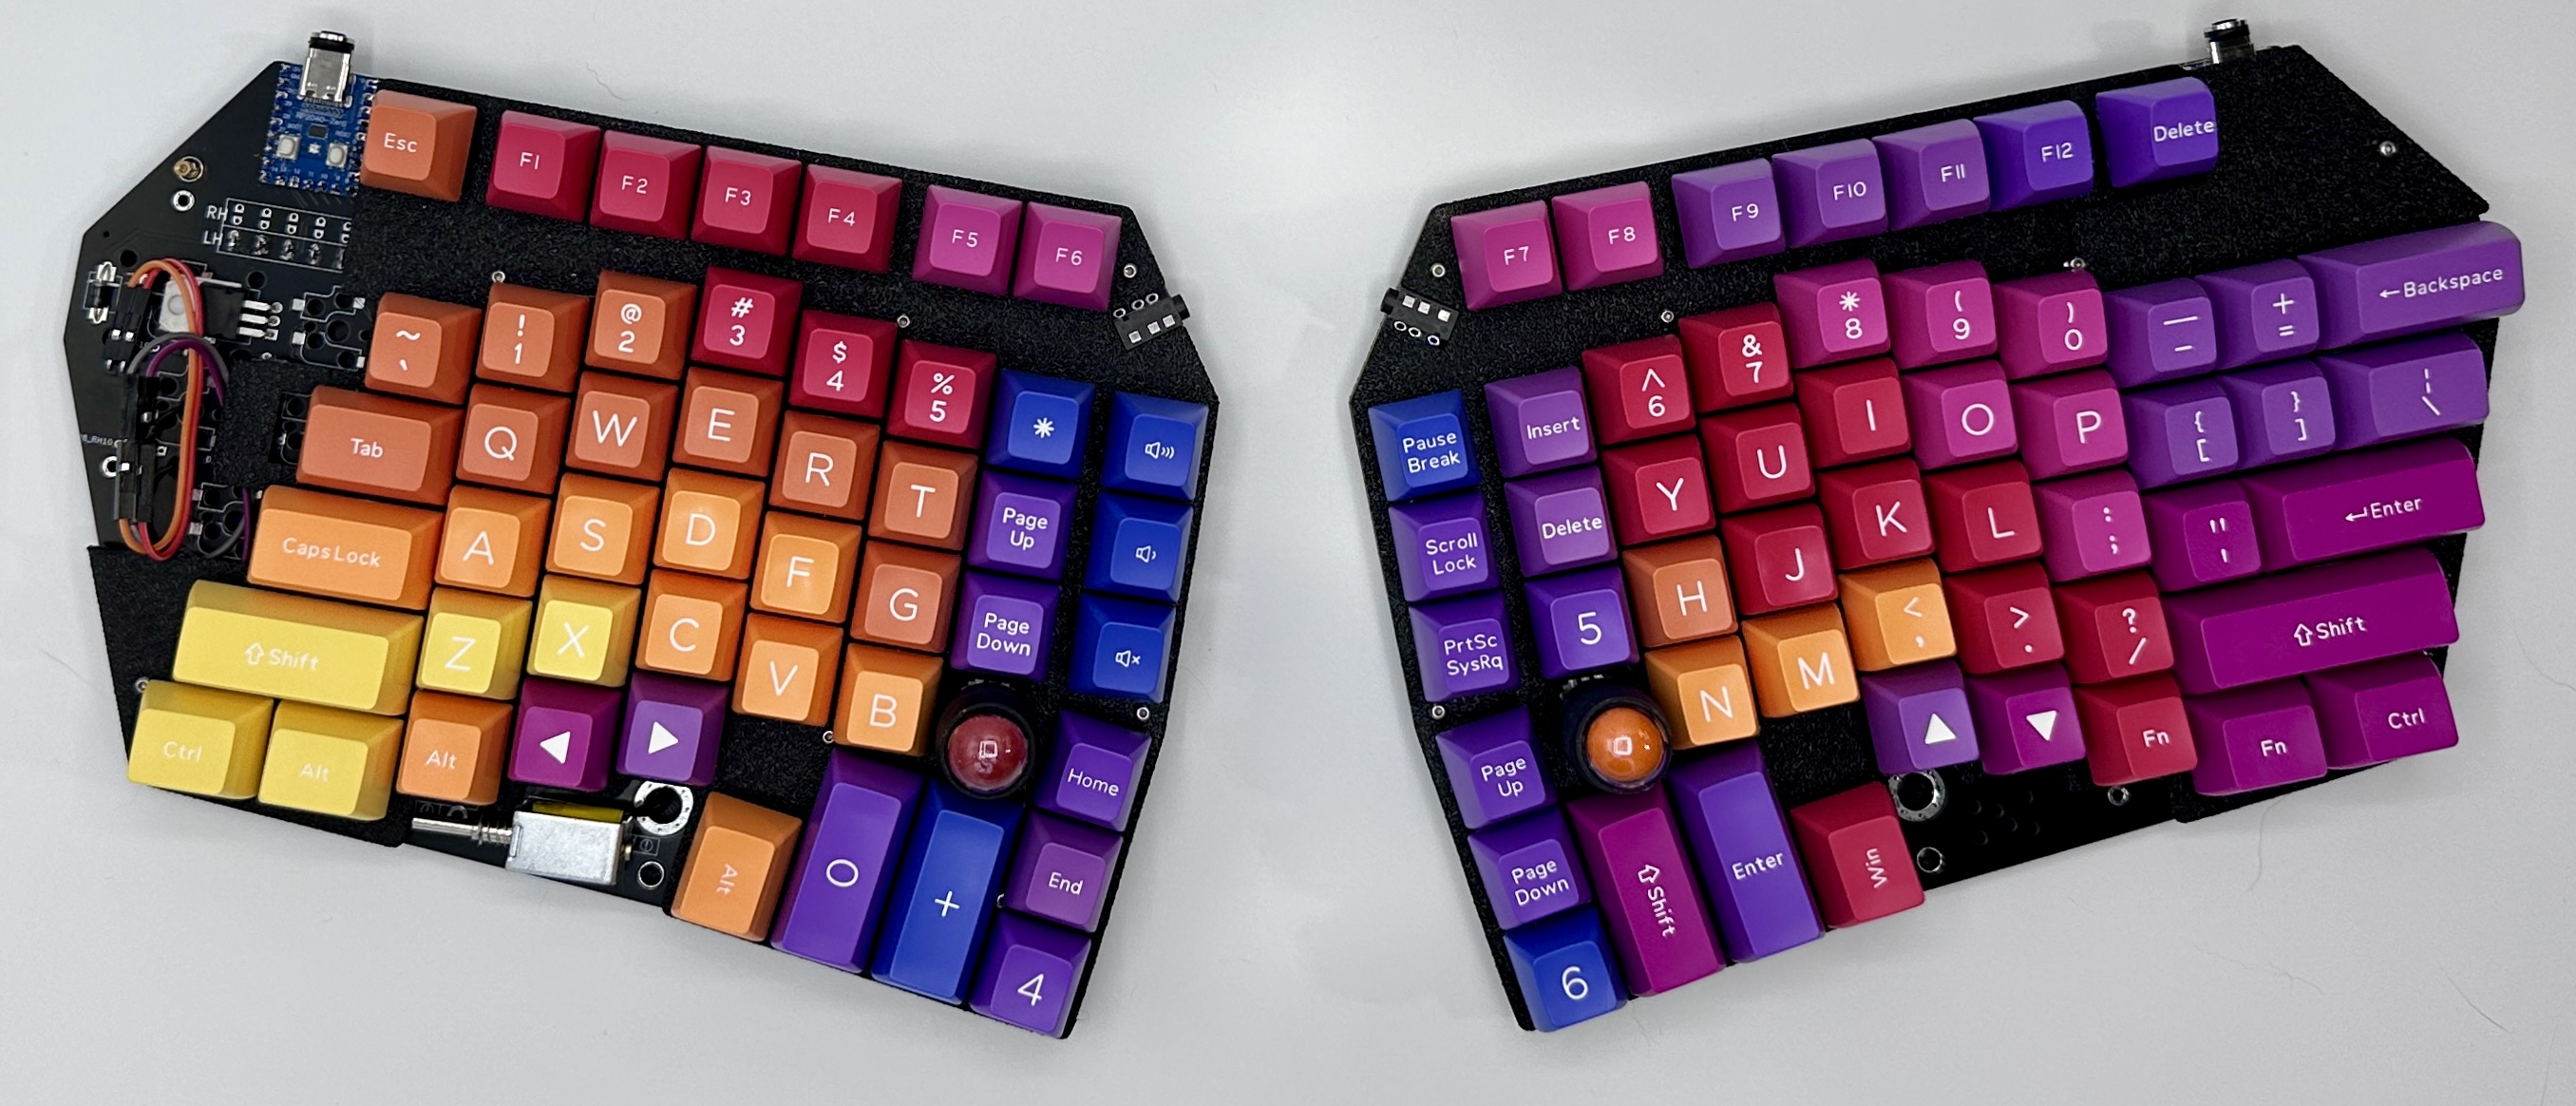 Esc
F1
F2
F3
F4
F5
F6
RH
LH
~
`
!
1
@
2
#
3
$
4
%
5
*
Tab
Q
W
E
R
T
Page
Up
CapsLock
A
S
D
F
G
Page
Down
⇧Shift
Z
X
C
V
B
Ctrl
Alt
Alt
◀
▶
Home
Alt
O
+
End
4
F7
F8
F9
F10
F11
F12
Delete
Pause
Break
Insert
^
6
&
7
*
8
(
9
)
0
—
-
+
=
←Backspace
Scroll
Lock
Delete
Y
U
I
O
P
{
[
}
]
¦
\
PrtSc
SysRq
5
H
J
K
L
:
;
"
'
↵Enter
N
M
<
,
>
.
?
/
⇧Shift
Page
Up
▲
▼
Fn
Fn
Ctrl
Page
Down
⇧Shift
Enter
Win
6